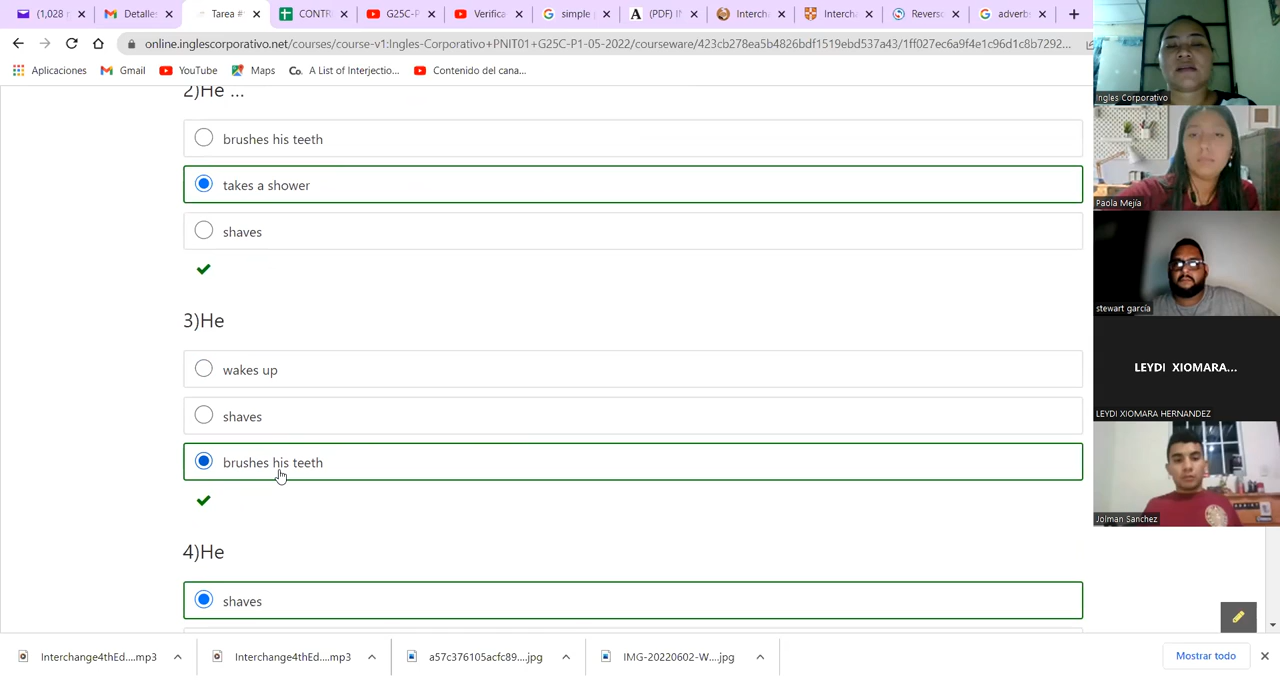 (1,028
Detalles
Tarea #
CONTR
G25C-P
Verifica
simple
(PDF) I
Interch
Intercha
Reverso
adverb
online.inglescorporativo.net/courses/course-v1:Ingles-Corporativo+PNIT01+G25C-P1-05-2022/courseware/423cb278ea5b4826bdf1519ebd537a43/1ff027ec6a9f4e1c96d1c8b7292...
Aplicaciones
Gmail
YouTube
Maps
Co.
A List of Interjectio...
Contenido del cana...
2)He ...
brushes his teeth
takes a shower
shaves
3)He
wakes up
shaves
brushes his teeth
4)He
shaves
Ingles Corporativo
Paola Mejía
stewart garcía
LEYDI XIOMARA...
LEYDI XIOMARA HERNANDEZ
Jolman Sanchez
Interchange4thEd....mp3
Interchange4thEd....mp3
a57c376105acfc89....jpg
IMG-20220602-W....jpg
Mostrar todo